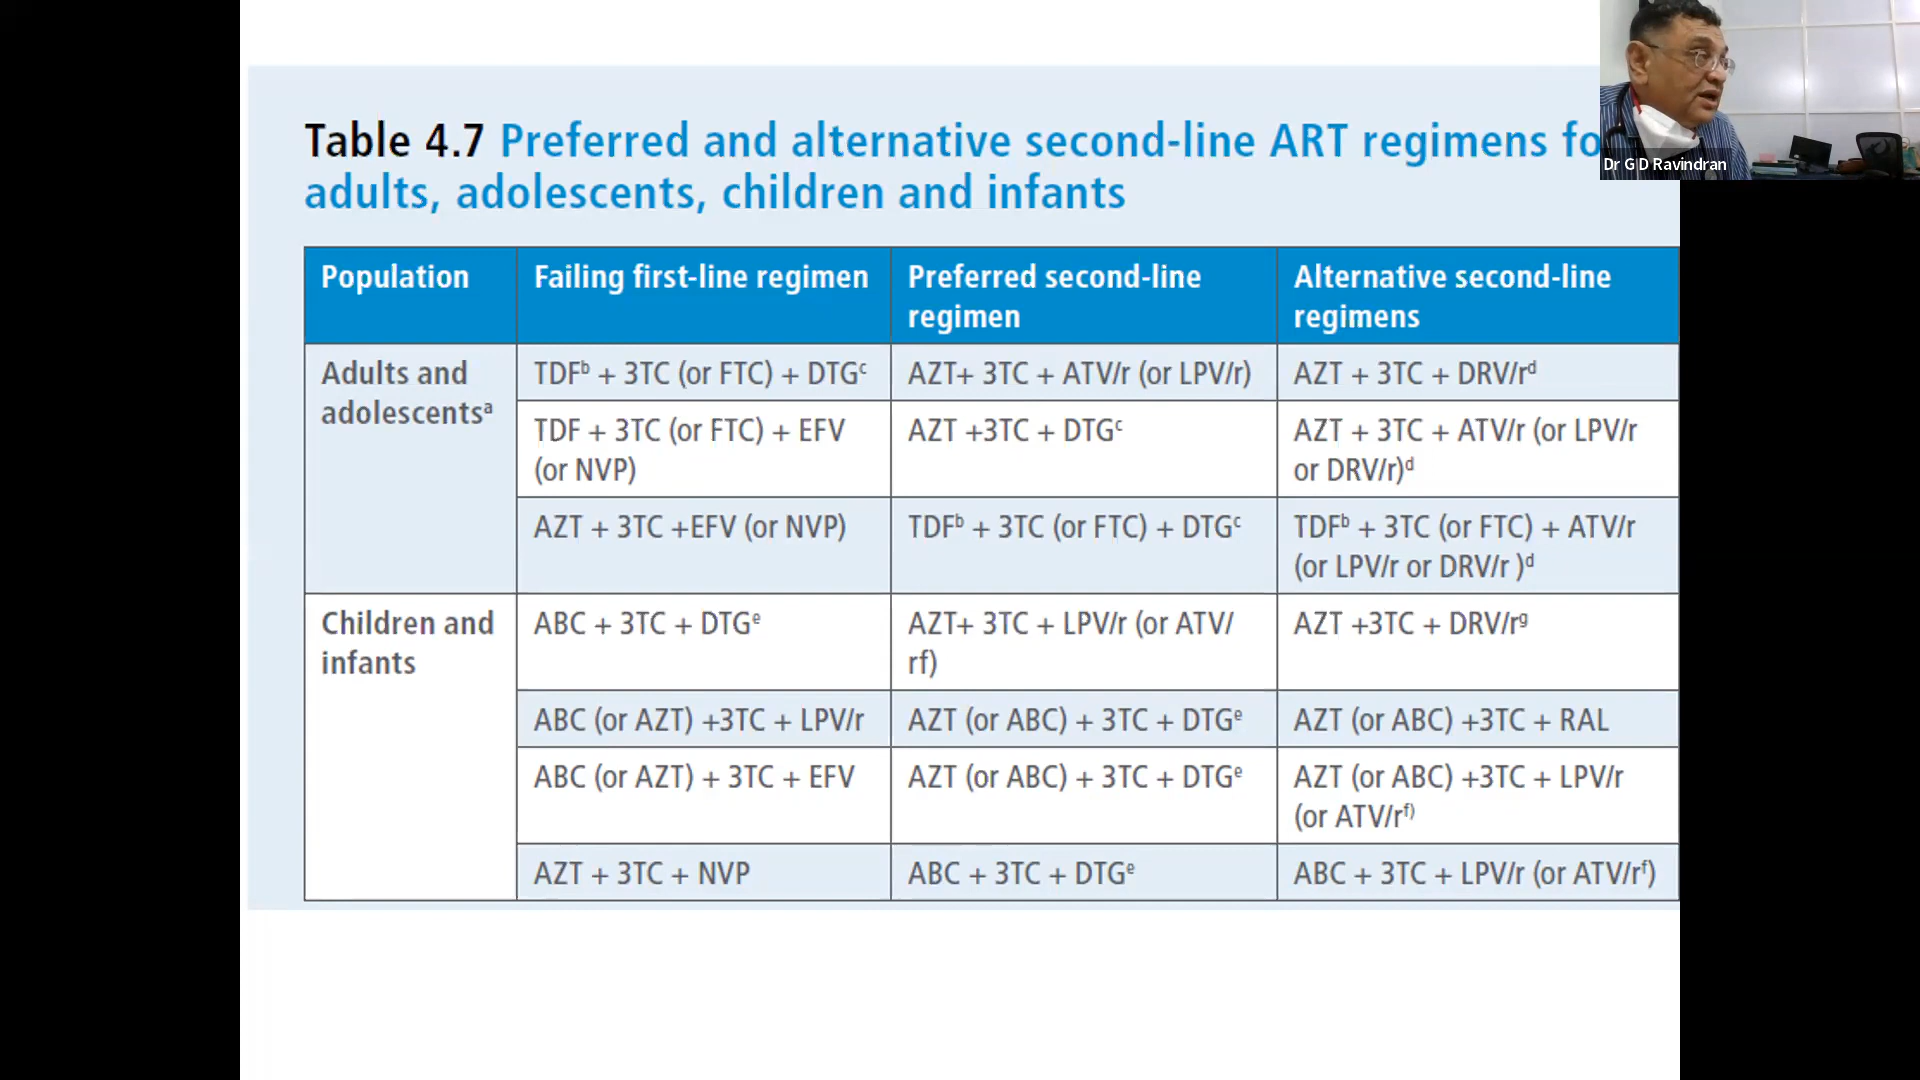 Table 4.7 Preferred and alternative second-line ART regimens fo
adults, adolescents, children and infants
Dr G D Ravindran
Population
Failing first-line regimen
Preferred second-line
regimen
Alternative second-line
regimens
Adults and
adolescentsᵃ
TDFᵇ + 3TC (or FTC) + DTGᶜ
AZT+ 3TC + ATV/r (or LPV/r)
AZT + 3TC + DRV/rᵈ
TDF + 3TC (or FTC) + EFV
(or NVP)
AZT +3TC + DTGᶜ
AZT + 3TC + ATV/r (or LPV/r
or DRV/r)ᵈ
AZT + 3TC +EFV (or NVP)
TDFᵇ + 3TC (or FTC) + DTGᶜ
TDFᵇ + 3TC (or FTC) + ATV/r
(or LPV/r or DRV/r )ᵈ
Children and
infants
ABC + 3TC + DTGᵉ
AZT+ 3TC + LPV/r (or ATV/
rf)
AZT +3TC + DRV/rᵍ
ABC (or AZT) +3TC + LPV/r
AZT (or ABC) + 3TC + DTGᵉ
AZT (or ABC) +3TC + RAL
ABC (or AZT) + 3TC + EFV
AZT (or ABC) + 3TC + DTGᵉ
AZT (or ABC) +3TC + LPV/r
(or ATV/rᶠ⁾
AZT + 3TC + NVP
ABC + 3TC + DTGᵉ
ABC + 3TC + LPV/r (or ATV/rᶠ)